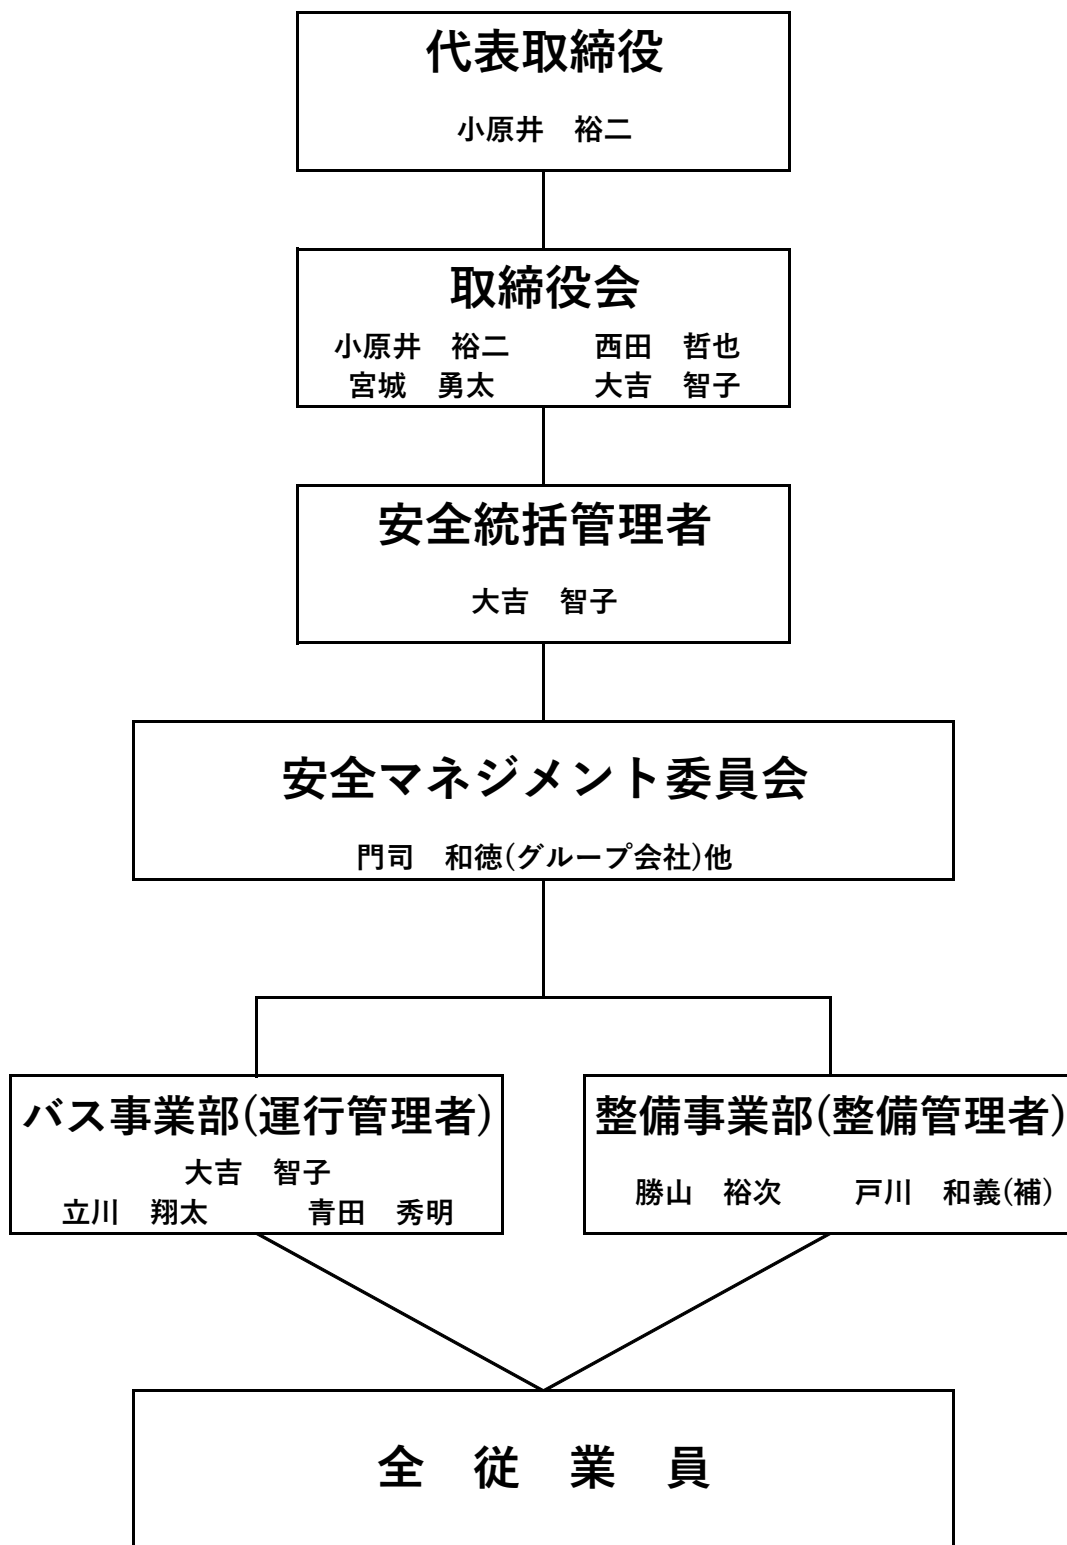 代表取締役
小原井　裕二
取締役会
小原井　裕二　　　西田　哲也
宮城　勇太　　　大吉　智子
安全統括管理者
大吉　智子
安全マネジメント委員会
門司　和徳(グループ会社)他
バス事業部(運行管理者)
大吉　智子
立川　翔太　　　青田　秀明
整備事業部(整備管理者)
勝山　裕次　　　戸川　和義(補)
全　従　業　員